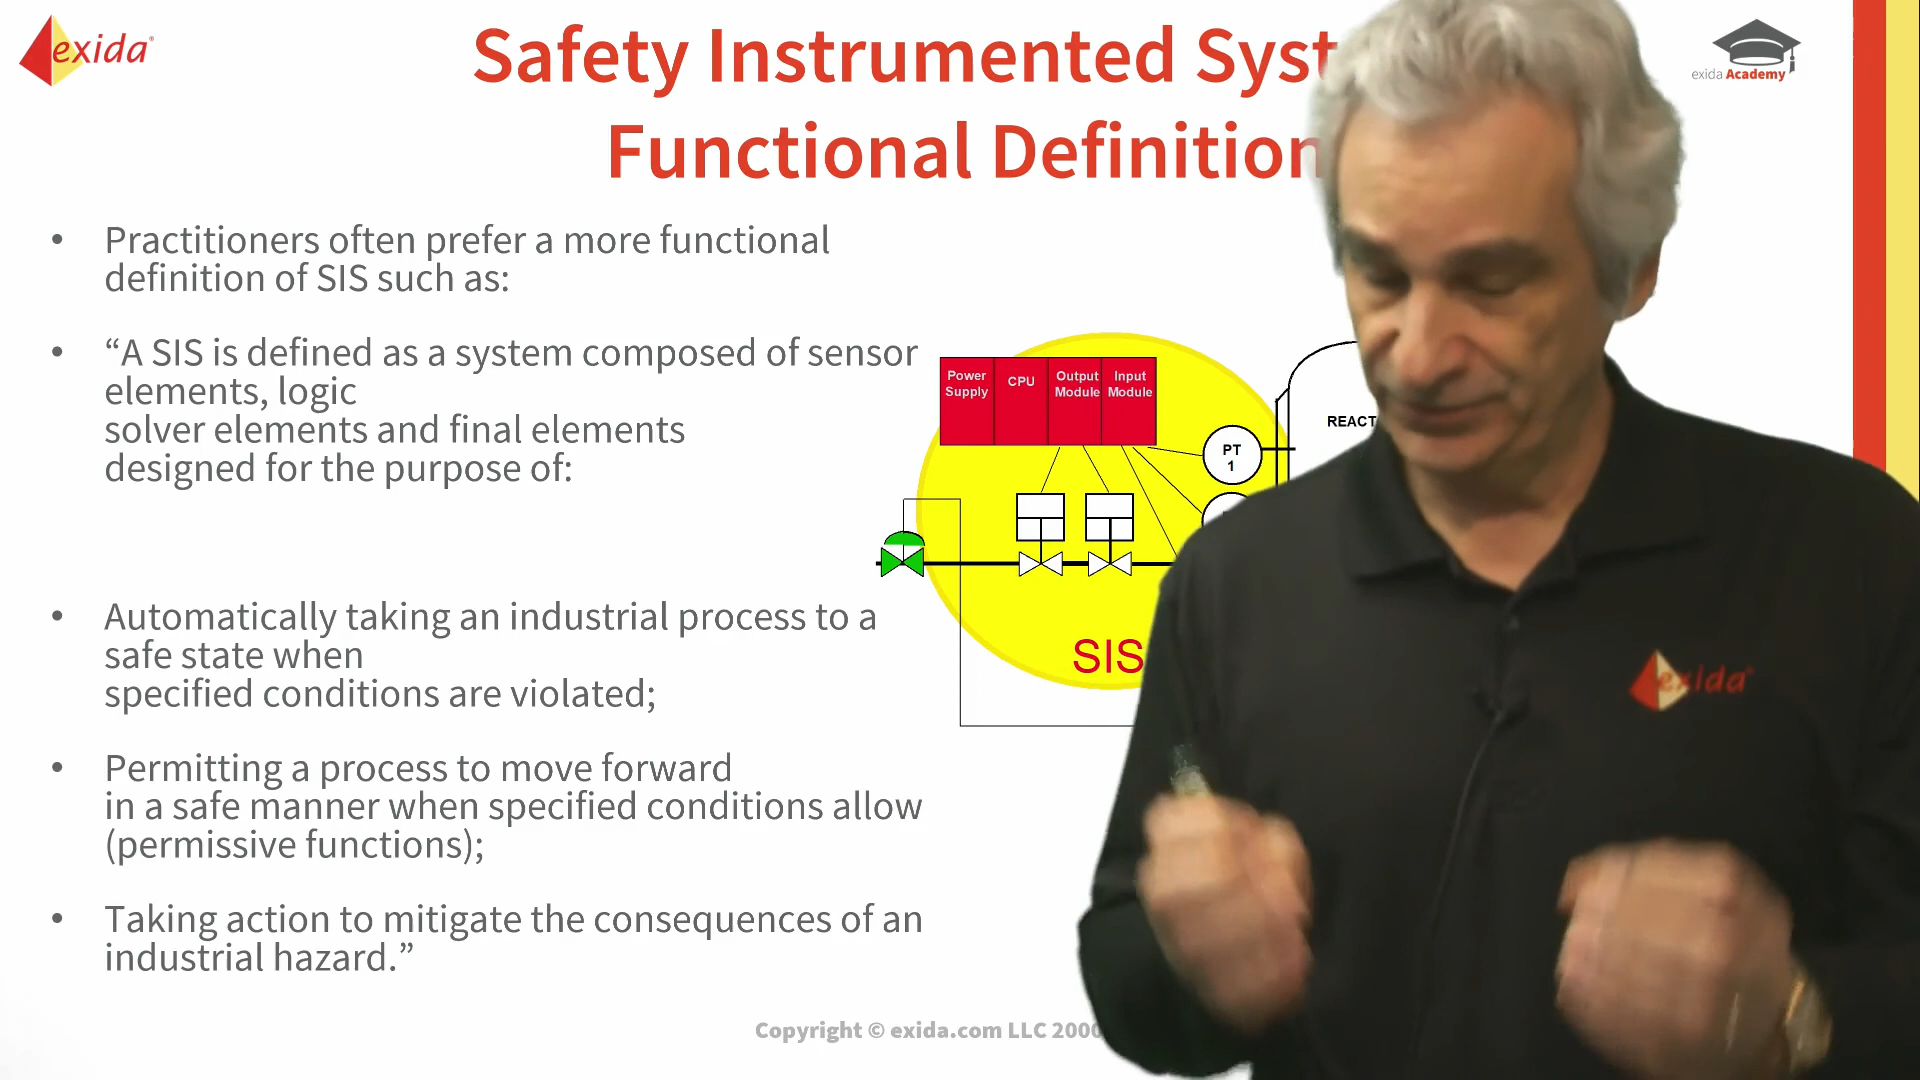 exida
Safety Instrumented
Functional Definition
exida Academy
• Practitioners often prefer a more functional
definition of SIS such as:
• “A SIS is defined as a system composed of sensor
elements, logic
solver elements and final elements
designed for the purpose of:
• Automatically taking an industrial process to a
safe state when
specified conditions are violated;
• Permitting a process to move forward
in a safe manner when specified conditions allow
(permissive functions);
• Taking action to mitigate the consequences of an
industrial hazard.”
Power
Supply
CPU
Output
Module
Input
Module
PT
1
SIS
exida
Copyright © exida.com LLC